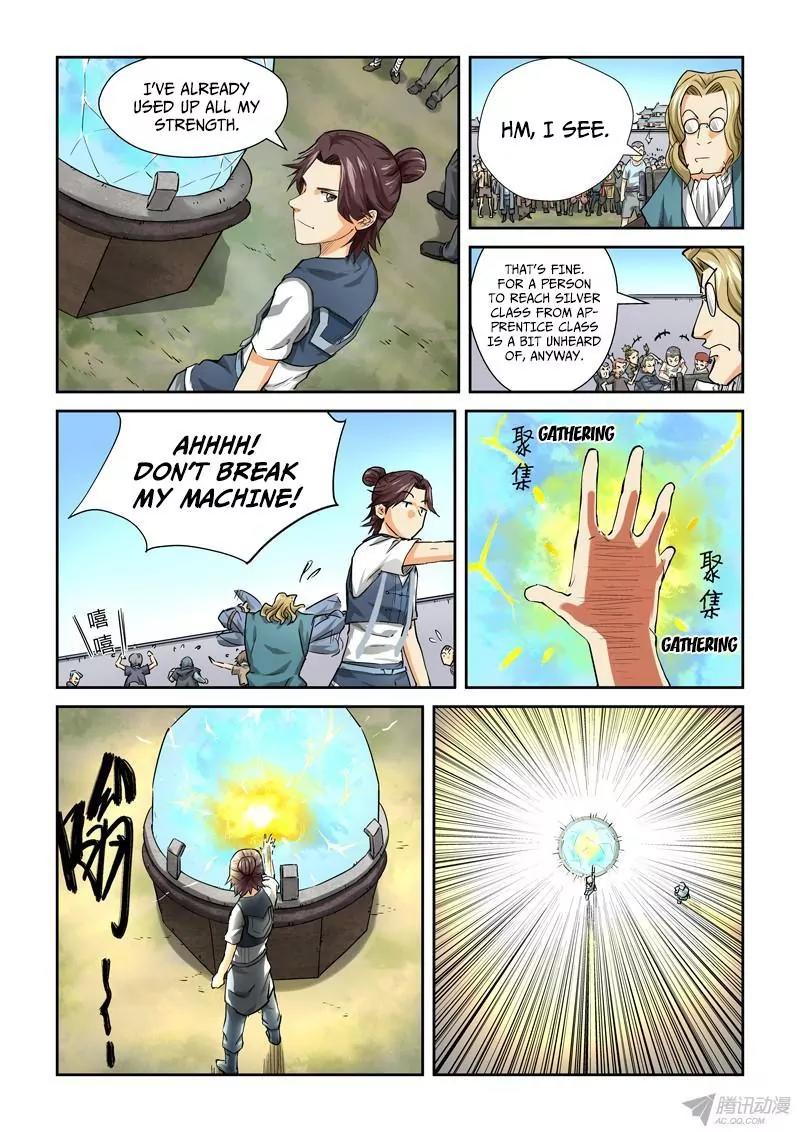 I'VE ALREADY
USED UP ALL MY
STRENGTH.
HM, I SEE.
THAT'S FINE.
FOR A PERSON
TO REACH SILVER
CLASS FROM AP-
PRENTICE CLASS
IS A BIT UNHEARD
OF, ANYWAY.
AHHHH!
DON'T BREAK
MY MACHINE!
嘻嘻
聚集
GATHERING
聚集
GATHERING
嗡~
腾讯动漫
AC.QQ.COM